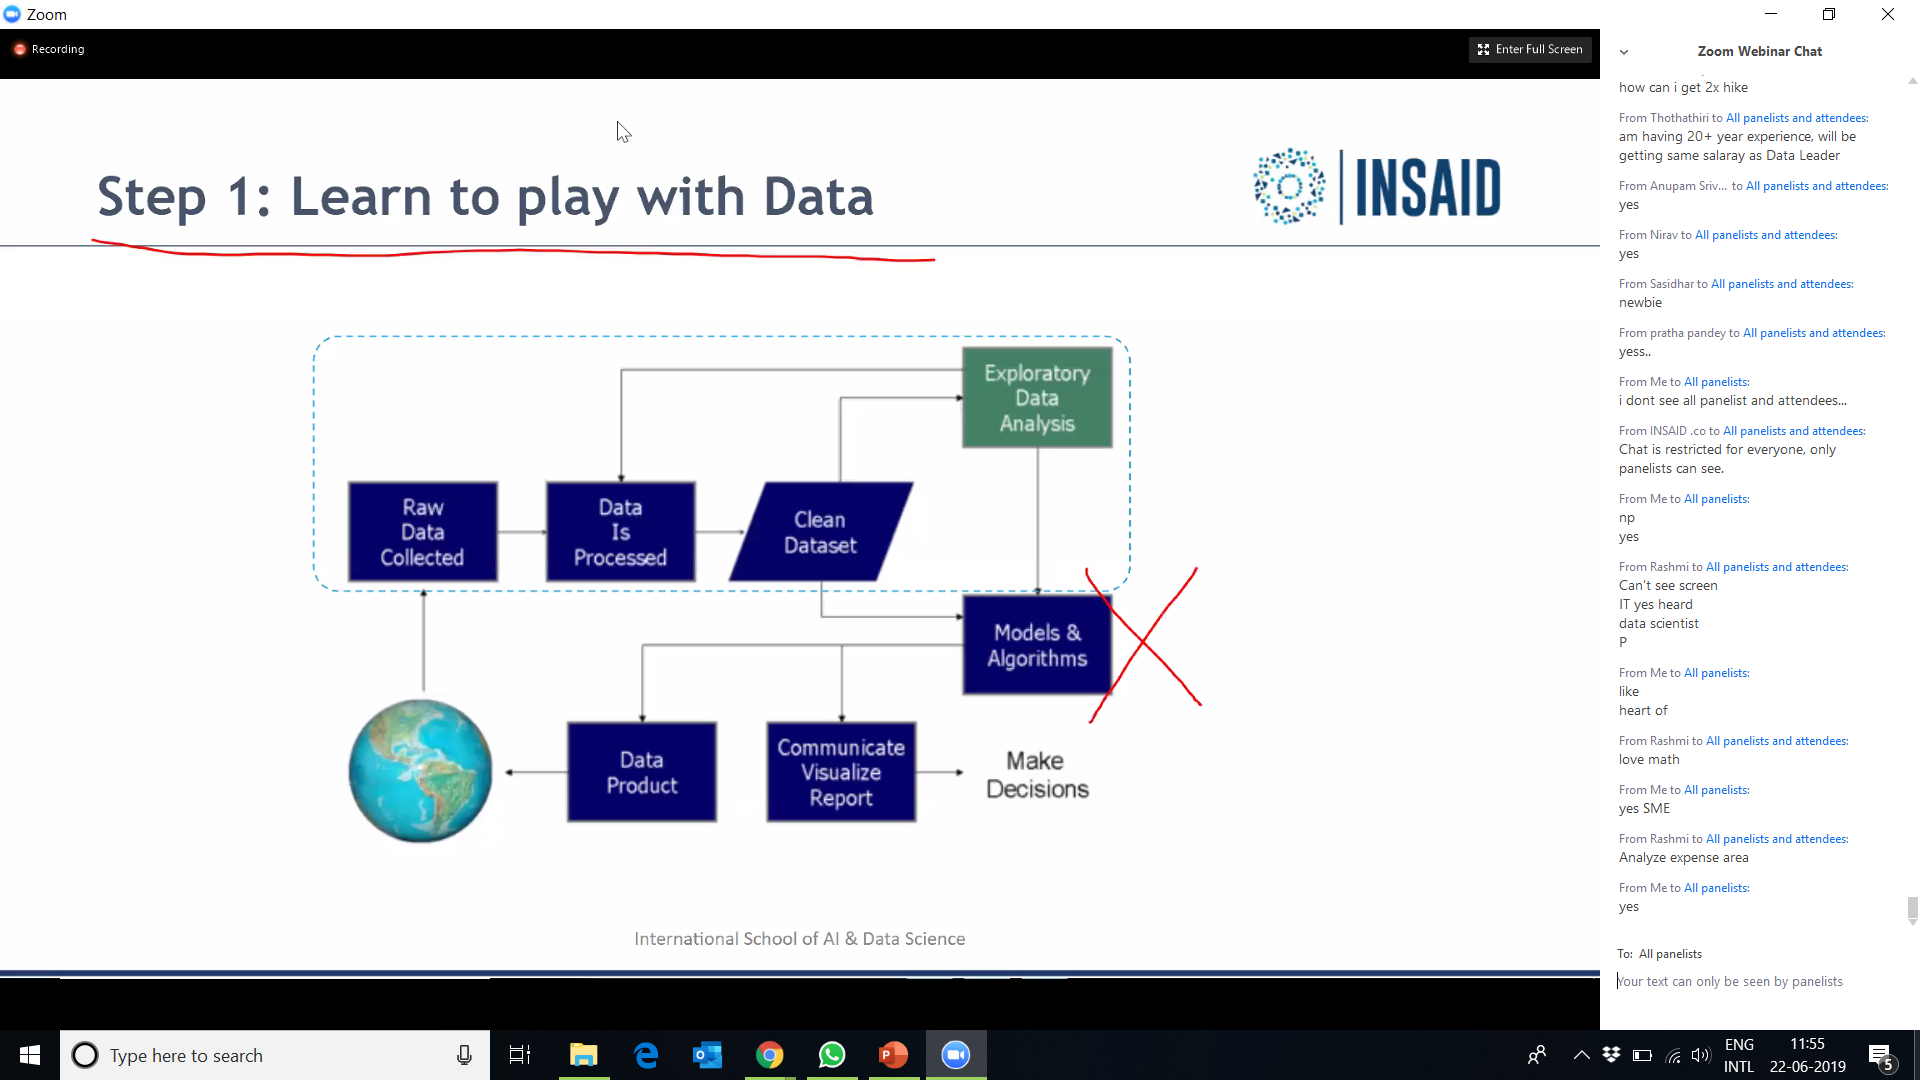 Zoom
Recording
Enter Full Screen
Step 1: Learn to play with Data
INSAID
Exploratory
Data
Analysis
Raw
Data
Collected
Data
Is
Processed
Clean
Dataset
Models &
Algorithms
Data
Product
Communicate
Visualize
Report
Make
Decisions
International School of AI & Data Science
Zoom Webinar Chat
how can i get 2x hike
From Thothathiri to All panelists and attendees:
am having 20+ year experience, will be
getting same salaray as Data Leader
From Anupam Sriv... to All panelists and attendees:
yes
From Nirav to All panelists and attendees:
yes
From Sasidhar to All panelists and attendees:
newbie
From pratha pandey to All panelists and attendees:
yess..
From Me to All panelists:
i dont see all panelist and attendees...
From INSAID .co to All panelists and attendees:
Chat is restricted for everyone, only
panelists can see.
From Me to All panelists:
np
yes
From Rashmi to All panelists and attendees:
Can't see screen
IT yes heard
data scientist
P
From Me to All panelists:
like
heart of
From Rashmi to All panelists and attendees:
love math
From Me to All panelists:
yes SME
From Rashmi to All panelists and attendees:
Analyze expense area
From Me to All panelists:
yes
To: All panelists
Your text can only be seen by panelists
Type here to search
ENG
INTL
11:55
22-06-2019
5